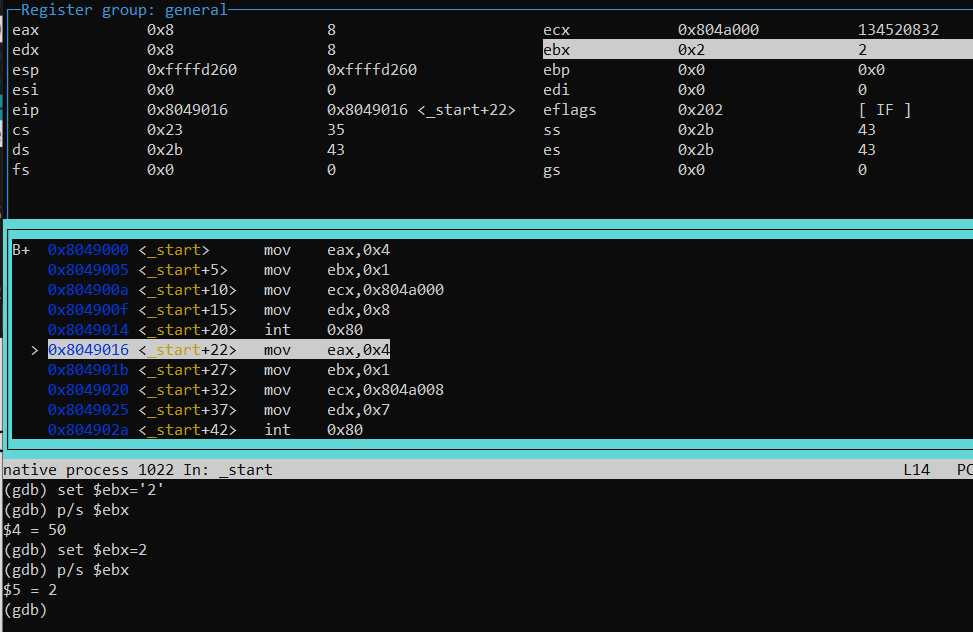 Register group: general
eax 0x8 8 ecx 0x804a000 134520832
edx 0x8 8 ebx 0x2 2
esp 0xffffd260 0xffffd260 ebp 0x0 0x0
esi 0x0 0 edi 0x0 0
eip 0x8049016 0x8049016 <_start+22> eflags 0x202 [ IF ]
cs 0x23 35 ss 0x2b 43
ds 0x2b 43 es 0x2b 43
fs 0x0 0 gs 0x0 0
B+ 0x8049000 <_start> mov eax,0x4
0x8049005 <_start+5> mov ebx,0x1
0x804900a <_start+10> mov ecx,0x804a000
0x804900f <_start+15> mov edx,0x8
0x8049014 <_start+20> int 0x80
> 0x8049016 <_start+22> mov eax,0x4
0x804901b <_start+27> mov ebx,0x1
0x8049020 <_start+32> mov ecx,0x804a008
0x8049025 <_start+37> mov edx,0x7
0x804902a <_start+42> int 0x80
native process 1022 In: _start L14 PC
(gdb) set $ebx='2'
(gdb) p/s $ebx
$4 = 50
(gdb) set $ebx=2
(gdb) p/s $ebx
$5 = 2
(gdb)